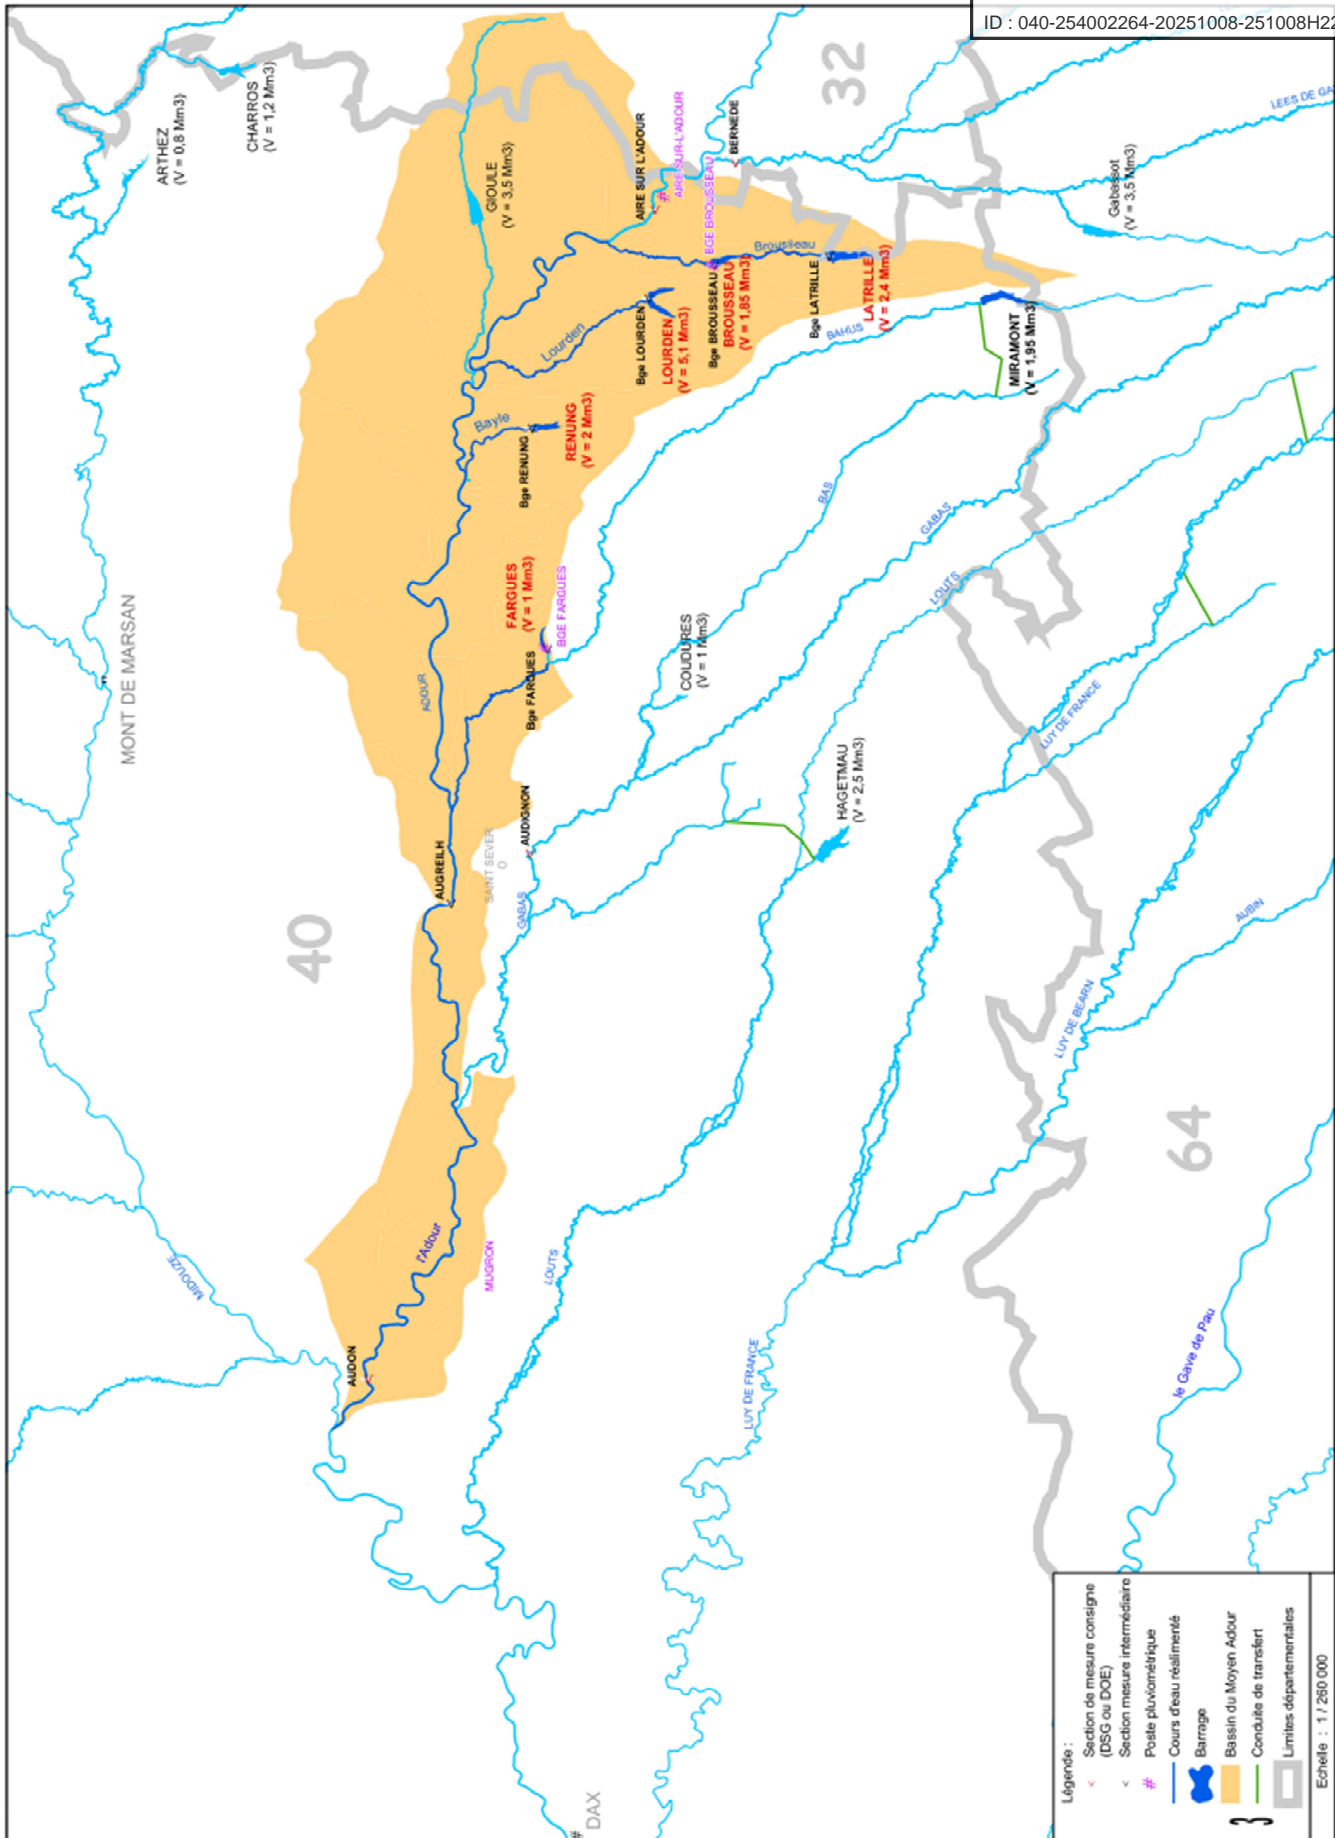 ID : 040-254002264-20251008-251008H22
ARTHEZ
(V = 0,8 Mm3)
CHARROS
(V = 1,2 Mm3)
32
LEES DE GA
GIOULE
(V = 3,5 Mm3)
AIRE SUR L'ADOUR
AIRE-SUR-L'ADOUR
BERNEDE
Gabassot
(V = 3,5 Mm3)
BGE BROUSSEAU
Brousseau
Bge BROUSSEAU
BROUSSEAU
(V = 1,85 Mm3)
Bge LATRILLE
LATRILLE
(V = 2,4 Mm3)
Lourden
Bge LOURDEN
LOURDEN
(V = 5,1 Mm3)
BAHUS
MIRAMONT
(V = 1,95 Mm3)
Bayle
Bge RENUNG
RENUNG
(V = 2 Mm3)
BAS
GABAS
LOUTS
FARGUES
(V = 1 Mm3)
BGE FARGUES
Bge FARGUES
MONT DE MARSAN
ADOUR
COUDURES
(V = 1 Mm3)
LUY DE FRANCE
HAGETMAU
(V = 2,5 Mm3)
AUDIGNON
AUGREILH
SAINT SEVER
GABAS
40
AUBIN
LUY DE BEARN
64
l'Adour
MUGRON
MIDOUZE
LOUTS
AUDON
LUY DE FRANCE
le Gave de Pau
DAX
Légende :
Section de mesure consigne
(DSG ou DOE)
Section mesure intermédiaire
# Poste pluviométrique
Cours d'eau réalimenté
Barrage
Bassin du Moyen Adour
Conduite de transfert
Limites départementales
Echelle : 1 / 260 000
3